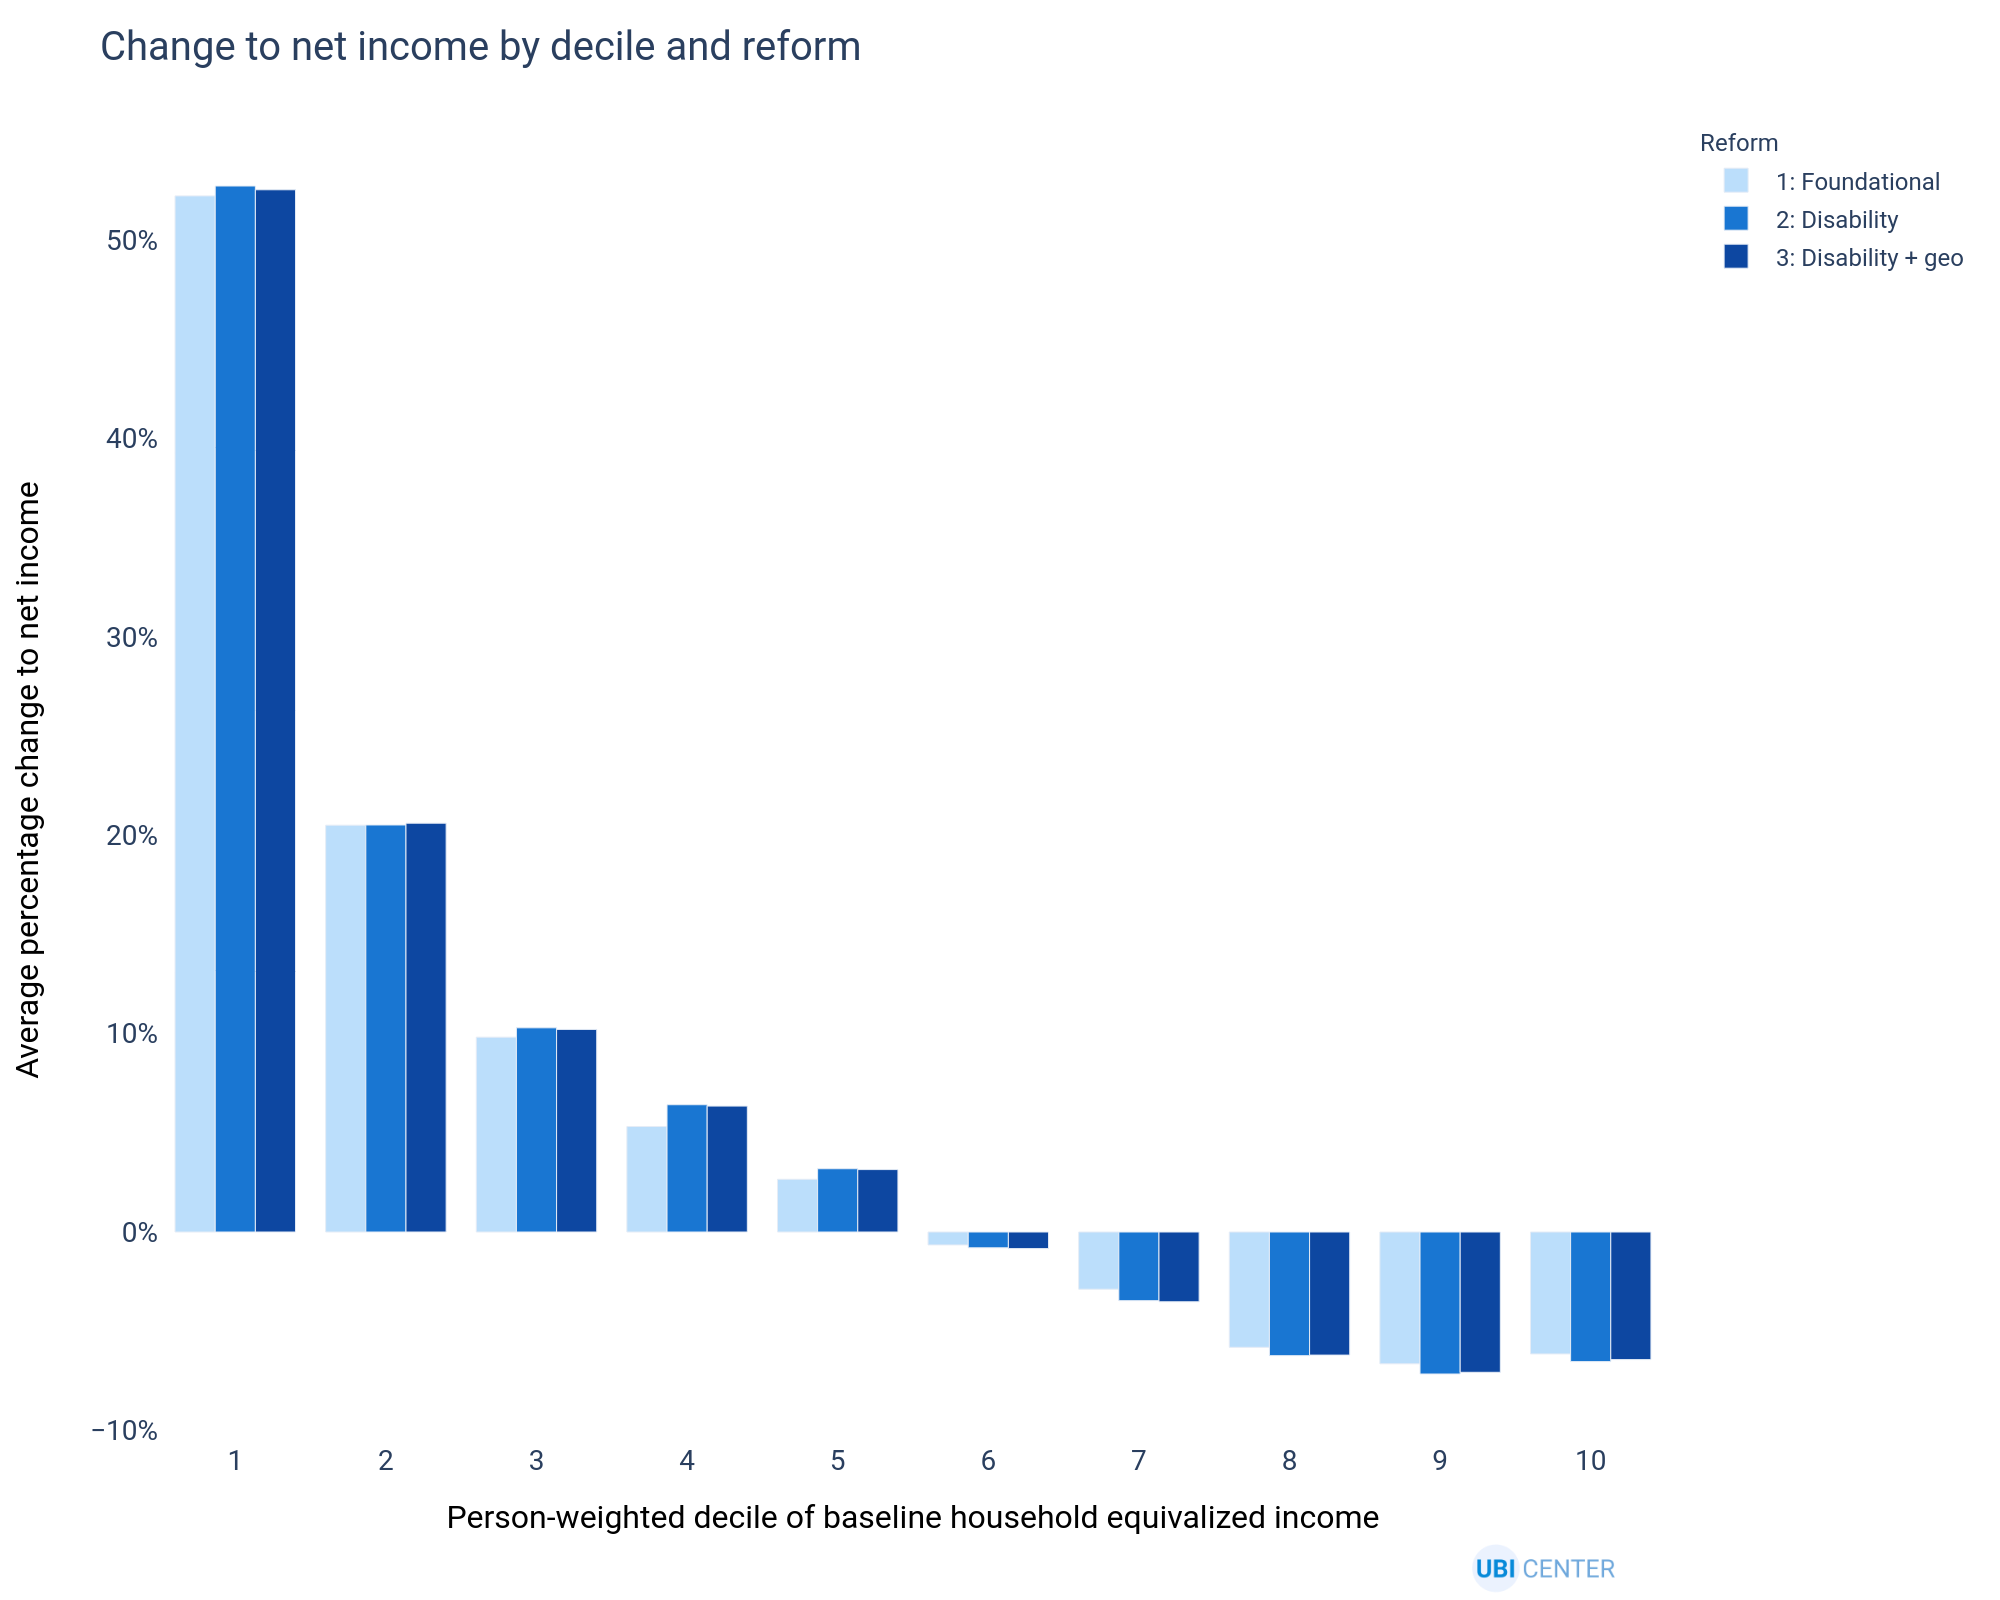 Change to net income by decile and reform
Reform
1: Foundational
2: Disability
3: Disability + geo
Average percentage change to net income
50%
40%
30%
20%
10%
0%
−10%
1 2 3 4 5 6 7 8 9 10
Person-weighted decile of baseline household equivalized income
UBI CENTER